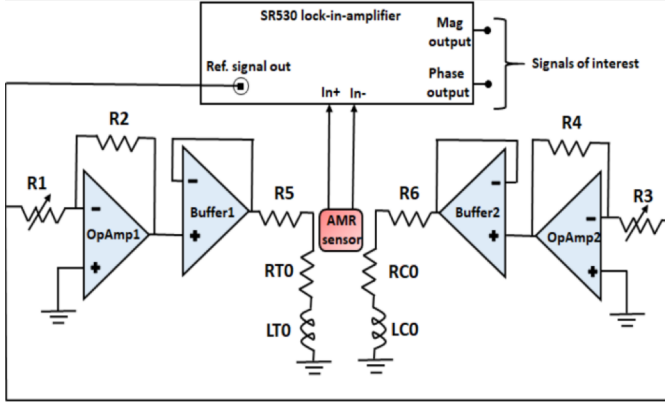 SR530 lock-in-amplifier
Mag
output
Ref. signal out
Signals of interest
Phase
output
In+ In-
R2
R4
R1
R5
R6
R3
-
-
-
-
AMR
sensor
OpAmp1
Buffer1
Buffer2
OpAmp2
+
+
+
+
RT0
RC0
LT0
LC0